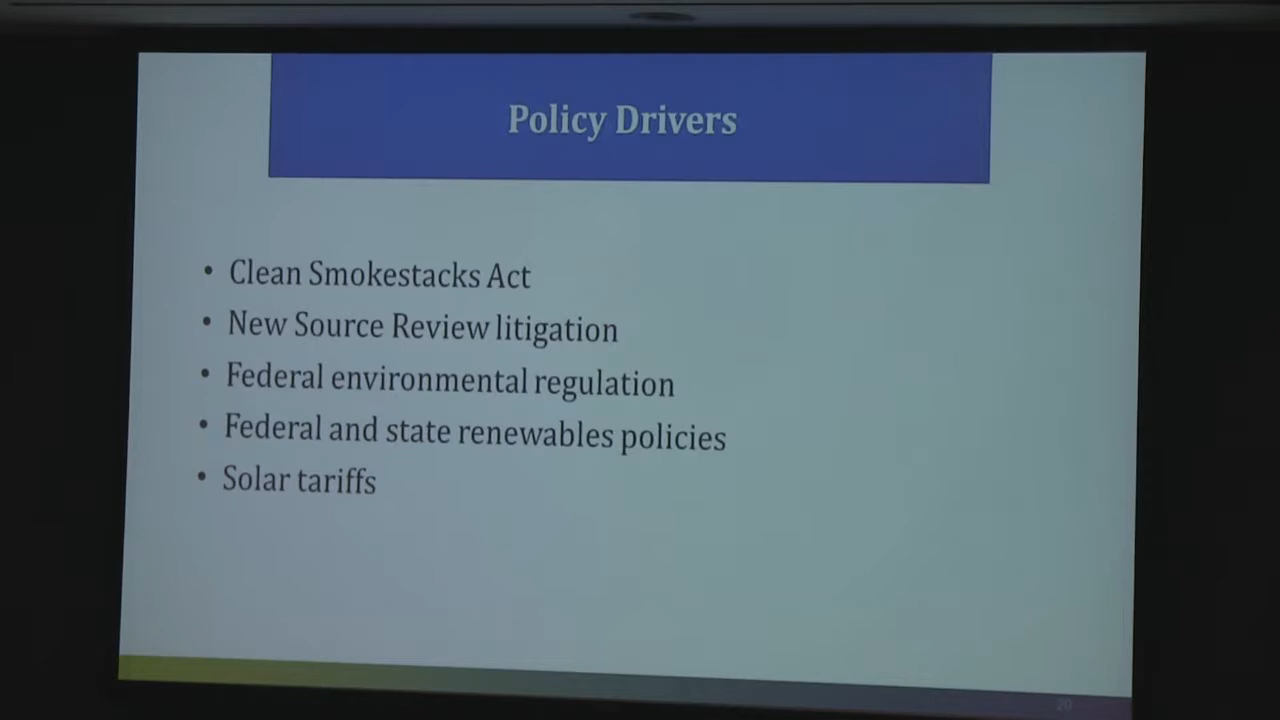 Policy Drivers
• Clean Smokestacks Act
• New Source Review litigation
• Federal environmental regulation
• Federal and state renewables policies
• Solar tariffs
20